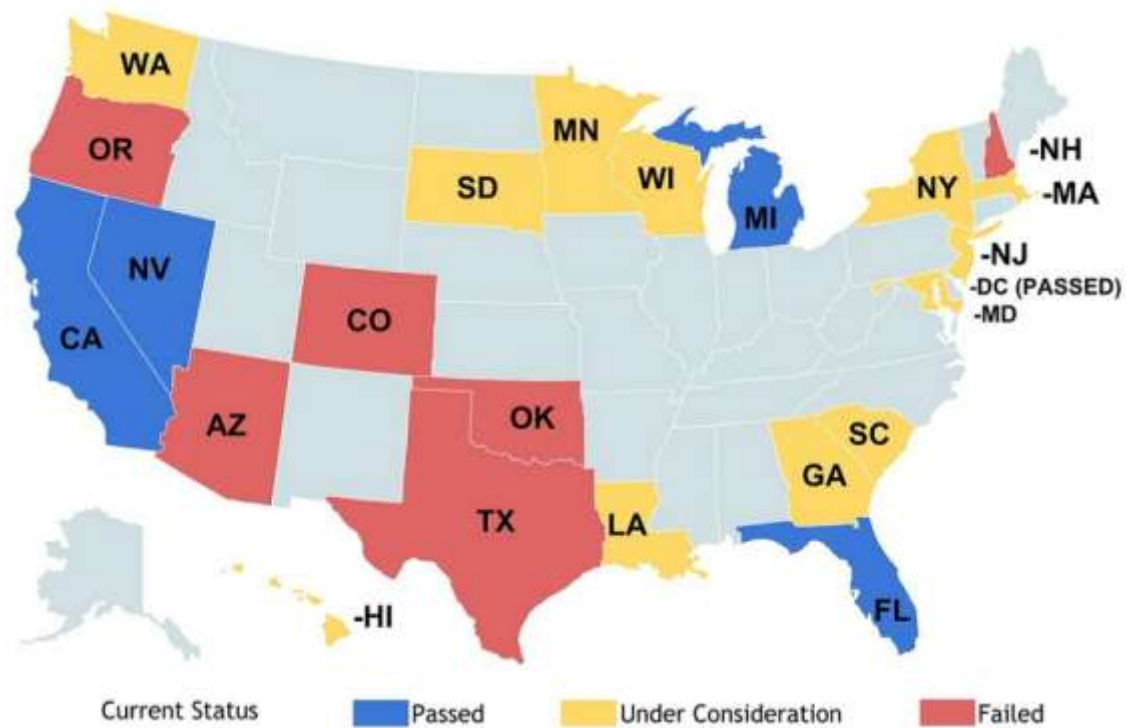 WA
OR
MN
-NH
SD
WI
NY
-MA
MI
NV
-NJ
-DC (PASSED)
-MD
CO
CA
AZ
OK
SC
GA
TX
LA
-HI
FL
Current Status Passed Under Consideration Failed